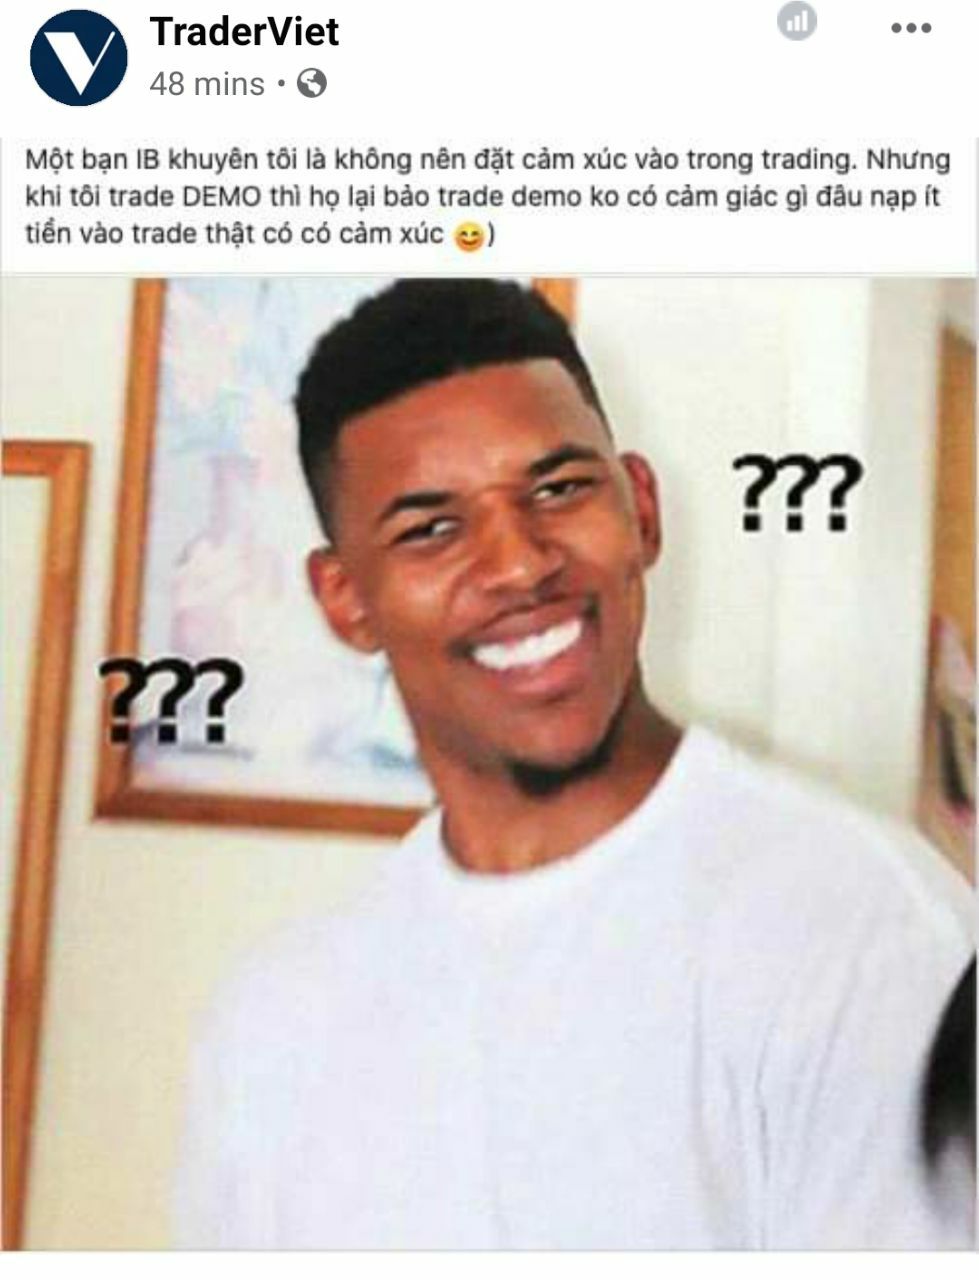 TraderViet
48 mins •
Một bạn IB khuyên tôi là không nên đặt cảm xúc vào trong trading. Nhưng
khi tôi trade DEMO thì họ lại bảo trade demo ko có cảm giác gì đâu nạp ít
tiền vào trade thật có có cảm xúc 😊)
???
???